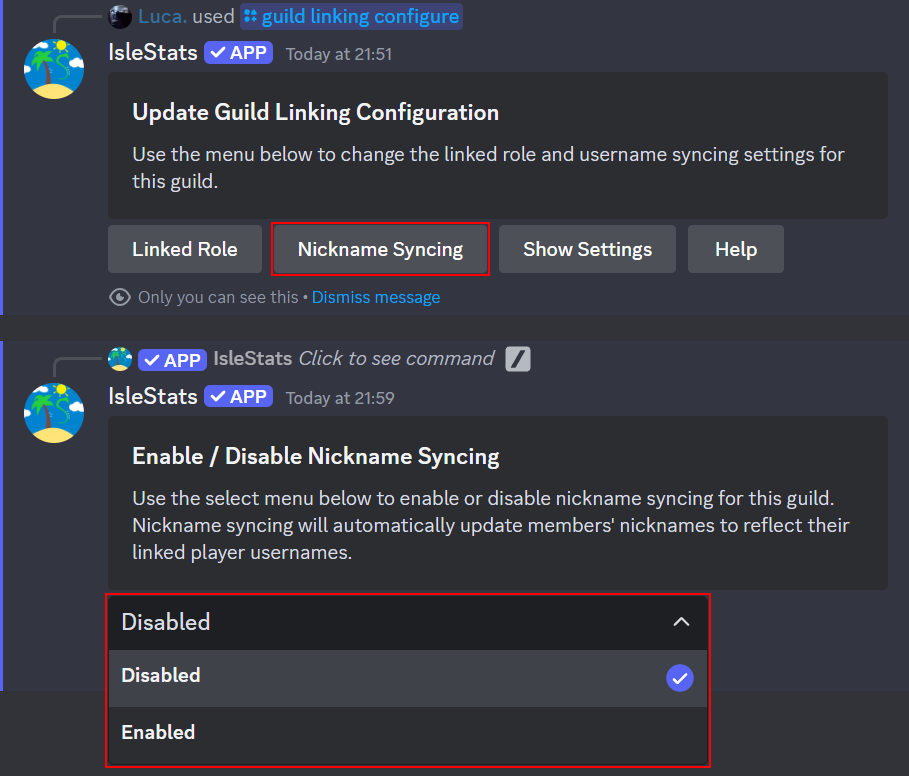 Luca. used guild linking configure
IsleStats APP Today at 21:51
Update Guild Linking Configuration
Use the menu below to change the linked role and username syncing settings for
this guild.
Linked Role Nickname Syncing Show Settings Help
Only you can see this • Dismiss message
APP IsleStats Click to see command
IsleStats APP Today at 21:59
Enable / Disable Nickname Syncing
Use the select menu below to enable or disable nickname syncing for this guild.
Nickname syncing will automatically update members' nicknames to reflect their
linked player usernames.
Disabled
Disabled
Enabled